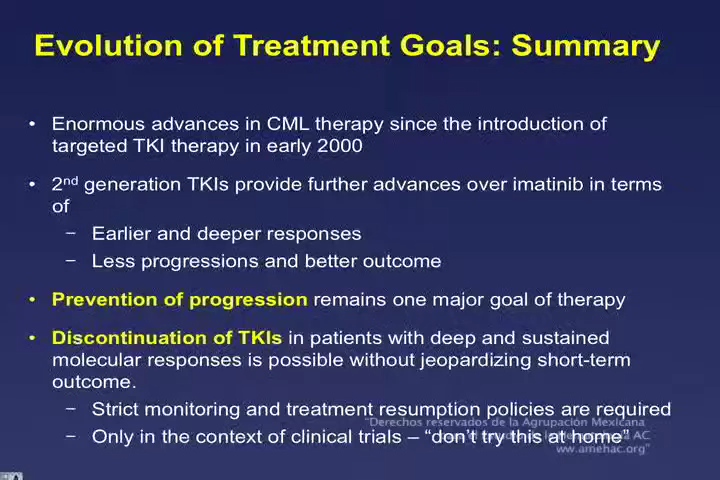 Evolution of Treatment Goals: Summary
• Enormous advances in CML therapy since the introduction of
targeted TKI therapy in early 2000
• 2nd generation TKIs provide further advances over imatinib in terms
of
– Earlier and deeper responses
– Less progressions and better outcome
• Prevention of progression remains one major goal of therapy
• Discontinuation of TKIs in patients with deep and sustained
molecular responses is possible without jeopardizing short-term
outcome.
– Strict monitoring and treatment resumption policies are required
"Derechos reservados de la Agrupación Mexicana
– Only in the context of clinical trials – “don’t try this at home”
AC
ww.amehac.org"